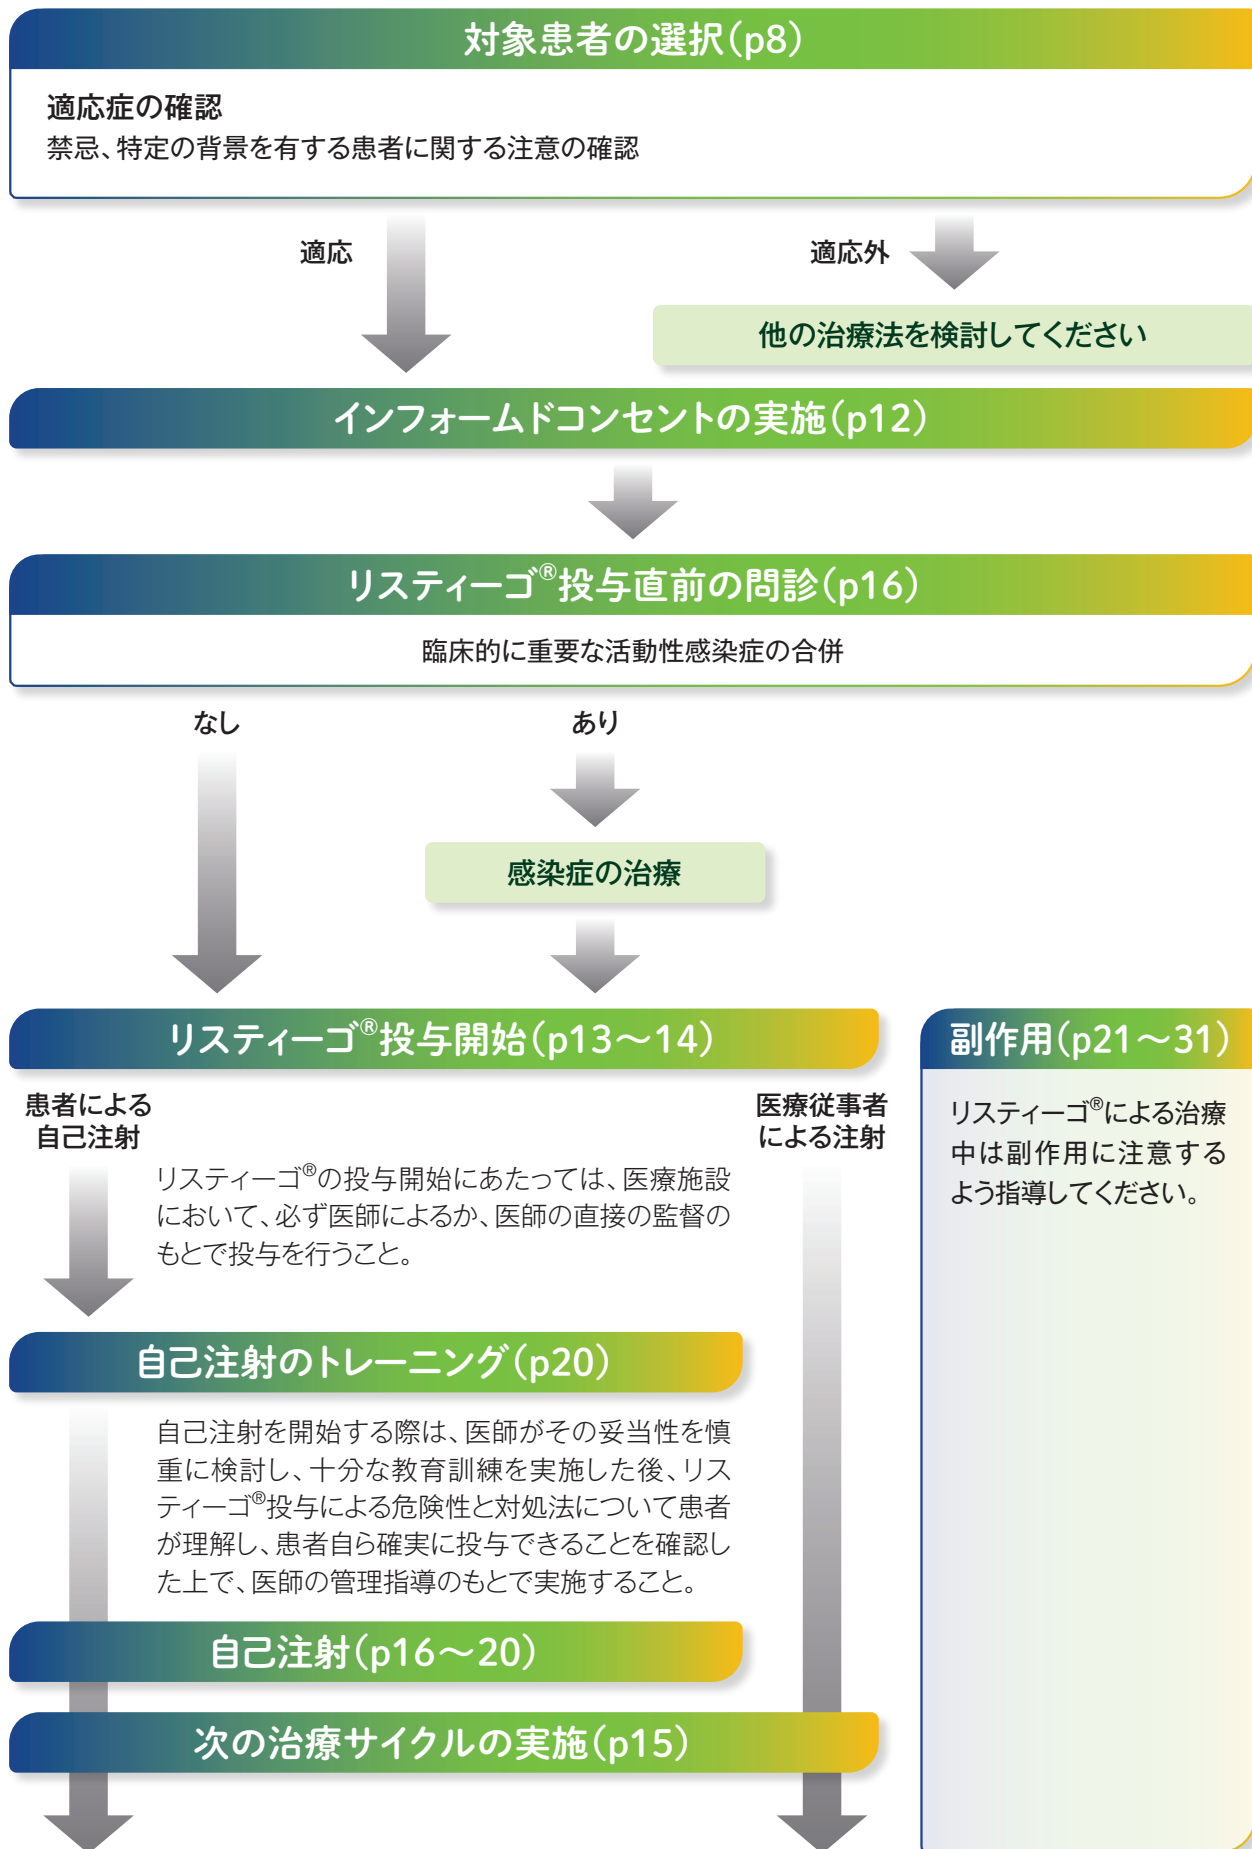 対象患者の選択(p8)
適応症の確認
禁忌、特定の背景を有する患者に関する注意の確認
適応
適応外
他の治療法を検討してください
インフォームドコンセントの実施(p12)
リスティーゴ®投与直前の問診(p16)
臨床的に重要な活動性感染症の合併
なし
あり
感染症の治療
リスティーゴ®投与開始(p13～14)
患者による
自己注射
医療従事者
による注射
リスティーゴ®の投与開始にあたっては、医療施設
において、必ず医師によるか、医師の直接の監督の
もとで投与を行うこと。
自己注射のトレーニング(p20)
自己注射を開始する際は、医師がその妥当性を慎
重に検討し、十分な教育訓練を実施した後、リス
ティーゴ®投与による危険性と対処法について患者
が理解し、患者自ら確実に投与できることを確認し
た上で、医師の管理指導のもとで実施すること。
自己注射(p16～20)
次の治療サイクルの実施(p15)
副作用(p21～31)
リスティーゴ®による治療
中は副作用に注意する
よう指導してください。